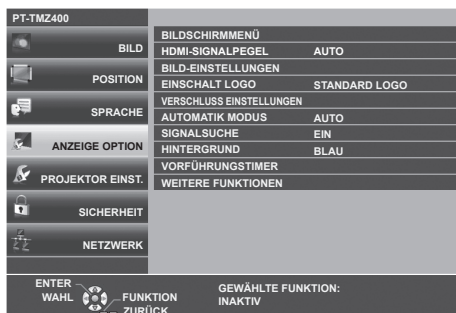 PT-TMZ400
BILD
POSITION
SPRACHE
ANZEIGE OPTION
PROJEKTOR EINST.
SICHERHEIT
NETZWERK
BILDSCHIRMMENÜ
HDMI-SIGNALPEGEL AUTO
BILD-EINSTELLUNGEN
EINSCHALT LOGO STANDARD LOGO
VERSCHLUSS EINSTELLUNGEN
AUTOMATIK MODUS AUTO
SIGNALSUCHE EIN
HINTERGRUND BLAU
VORFÜHRUNGSTIMER
WEITERE FUNKTIONEN
ENTER
WAHL
FUNKTION
ZURÜCK
GEWÄHLTE FUNKTION:
INAKTIV